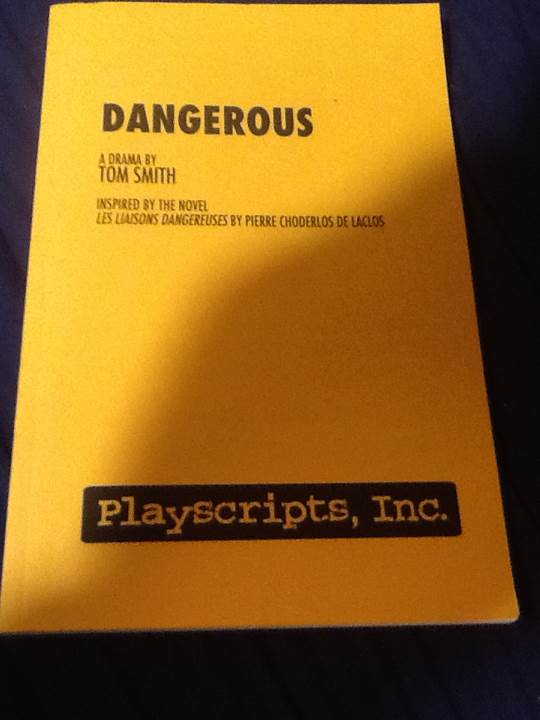 DANGEROUS
A DRAMA BY
TOM SMITH
INSPIRED BY THE NOVEL
LES LIAISONS DANGEREUSES BY PIERRE CHODERLOS DE LACLOS
Playscripts, Inc.